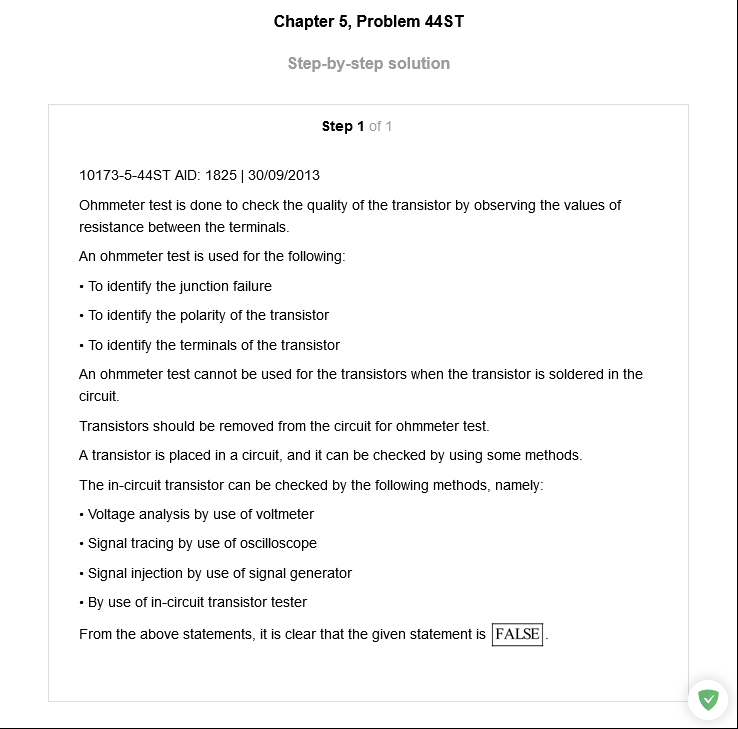 Chapter 5, Problem 44ST
Step-by-step solution
Step 1 of 1
10173-5-44ST AID: 1825 | 30/09/2013
Ohmmeter test is done to check the quality of the transistor by observing the values of
resistance between the terminals.
An ohmmeter test is used for the following:
• To identify the junction failure
• To identify the polarity of the transistor
• To identify the terminals of the transistor
An ohmmeter test cannot be used for the transistors when the transistor is soldered in the
circuit.
Transistors should be removed from the circuit for ohmmeter test.
A transistor is placed in a circuit, and it can be checked by using some methods.
The in-circuit transistor can be checked by the following methods, namely:
• Voltage analysis by use of voltmeter
• Signal tracing by use of oscilloscope
• Signal injection by use of signal generator
• By use of in-circuit transistor tester
From the above statements, it is clear that the given statement is FALSE.